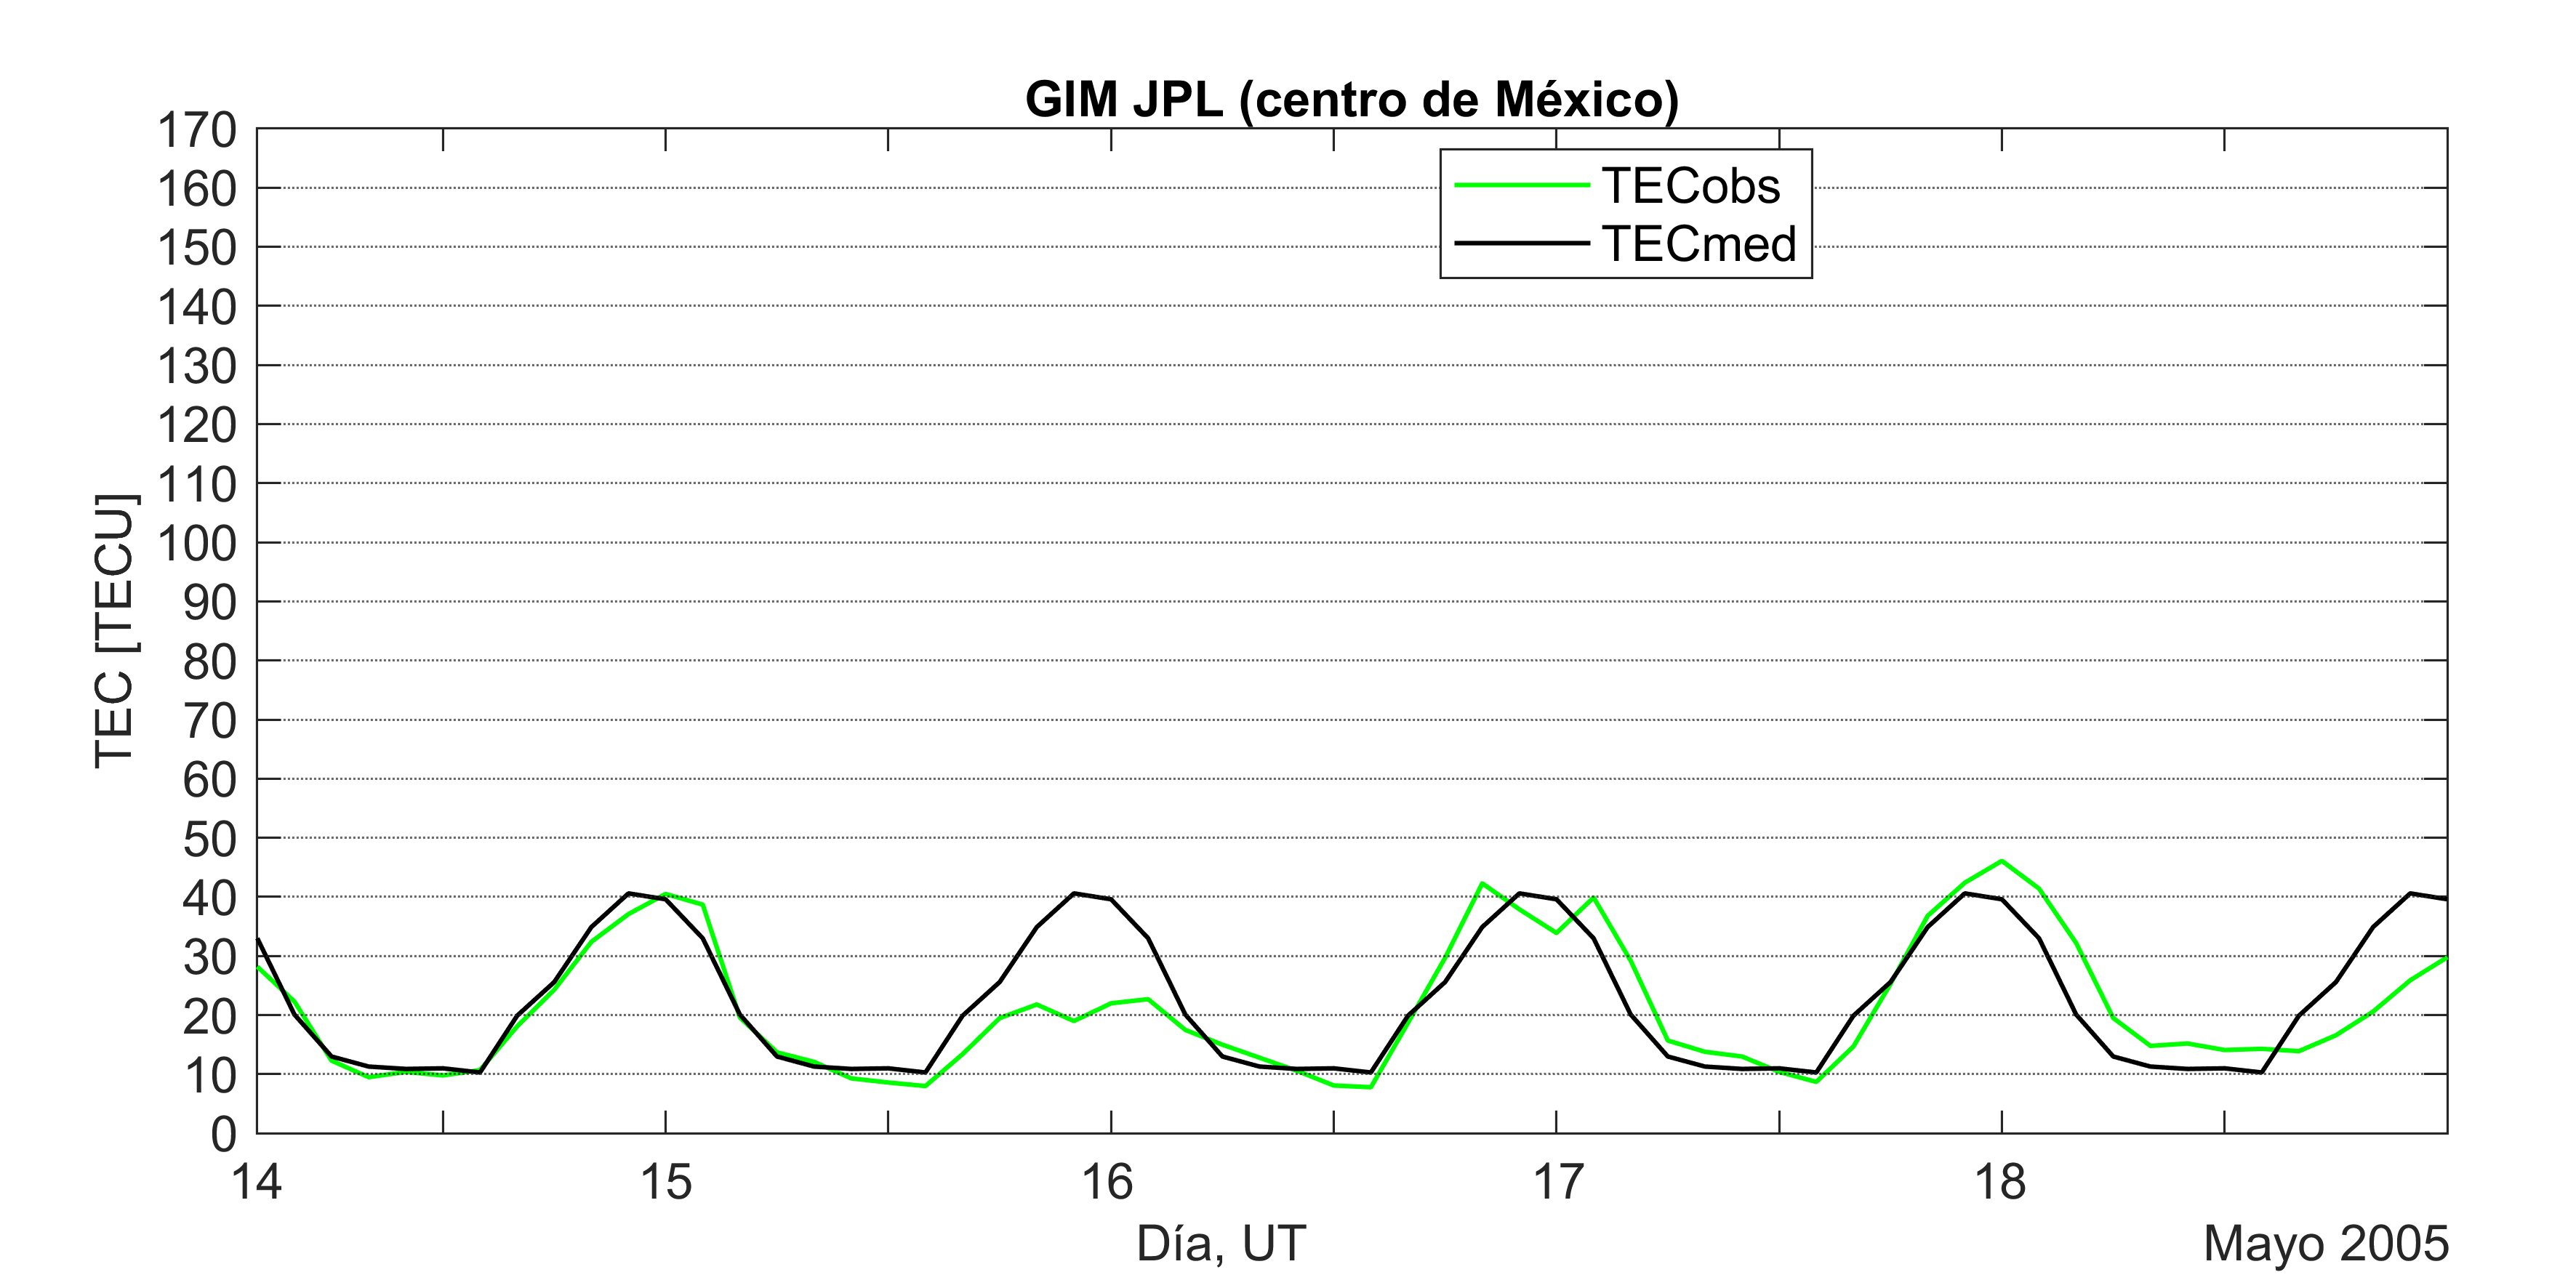 GIM JPL (centro de México)
170
160
150
140
130
120
110
100
90
80
70
60
50
40
30
20
10
0
TEC [TECU]
TECobs
TECmed
14 15 16 17 18
Día, UT
Mayo 2005